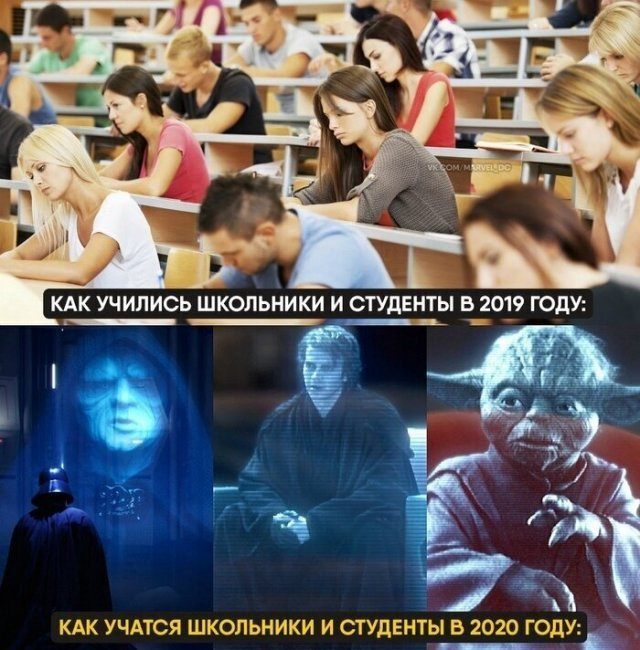 VK.COM/MARVEL_DC
КАК УЧИЛИСЬ ШКОЛЬНИКИ И СТУДЕНТЫ В 2019 ГОДУ:
КАК УЧАТСЯ ШКОЛЬНИКИ И СТУДЕНТЫ В 2020 ГОДУ: